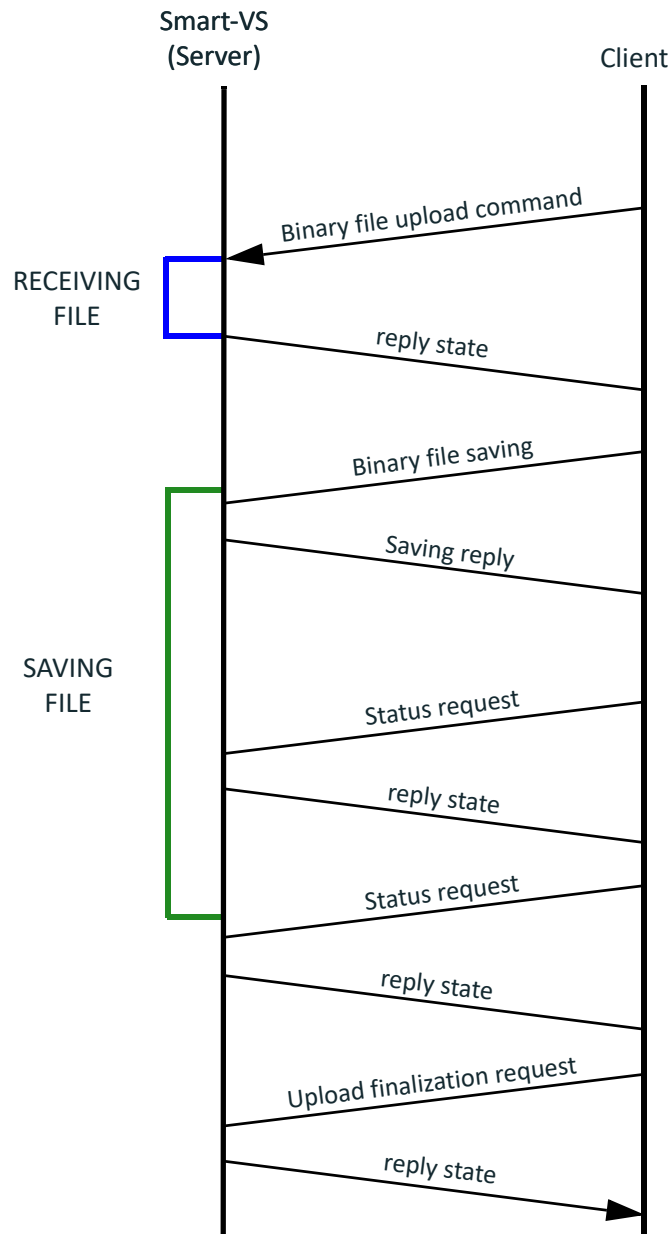 Smart-VS
(Server)
Client
Binary file upload command
RECEIVING
FILE
reply state
Binary file saving
Saving reply
SAVING
FILE
Status request
reply state
Status request
reply state
Upload finalization request
reply state